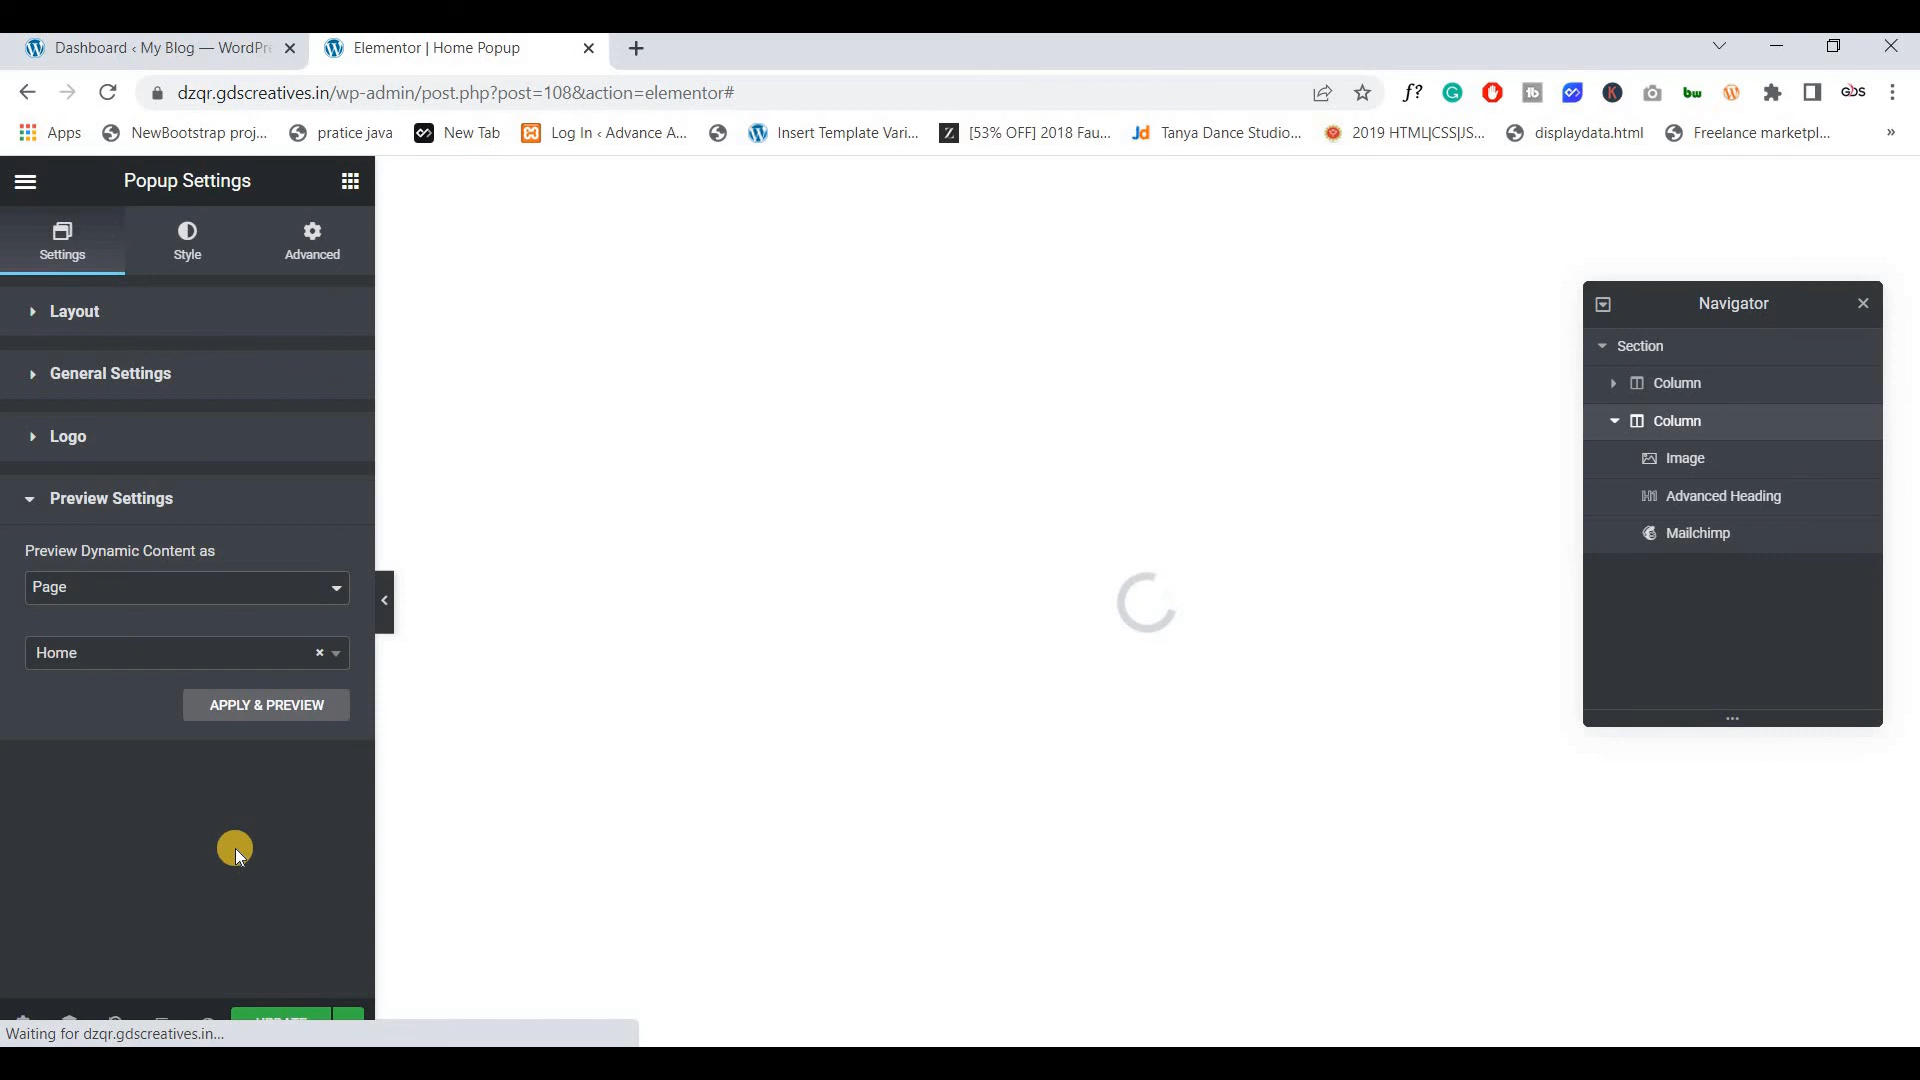 Dashboard ‹ My Blog — WordPr
Elementor | Home Popup
dzqr.gdscreatives.in/wp-admin/post.php?post=108&action=elementor#
f?
bw
GDS
Apps
NewBootstrap proj...
pratice java
New Tab
Log In ‹ Advance A...
Insert Template Vari...
[53% OFF] 2018 Fau...
Tanya Dance Studio...
2019 HTML|CSS|JS...
displaydata.html
Freelance marketpl...
»
Popup Settings
Settings
Style
Advanced
Layout
General Settings
Logo
Preview Settings
Preview Dynamic Content as
Page
Home
APPLY & PREVIEW
UPDATE
Waiting for dzqr.gdscreatives.in...
Navigator
Section
Column
Column
Image
Advanced Heading
Mailchimp